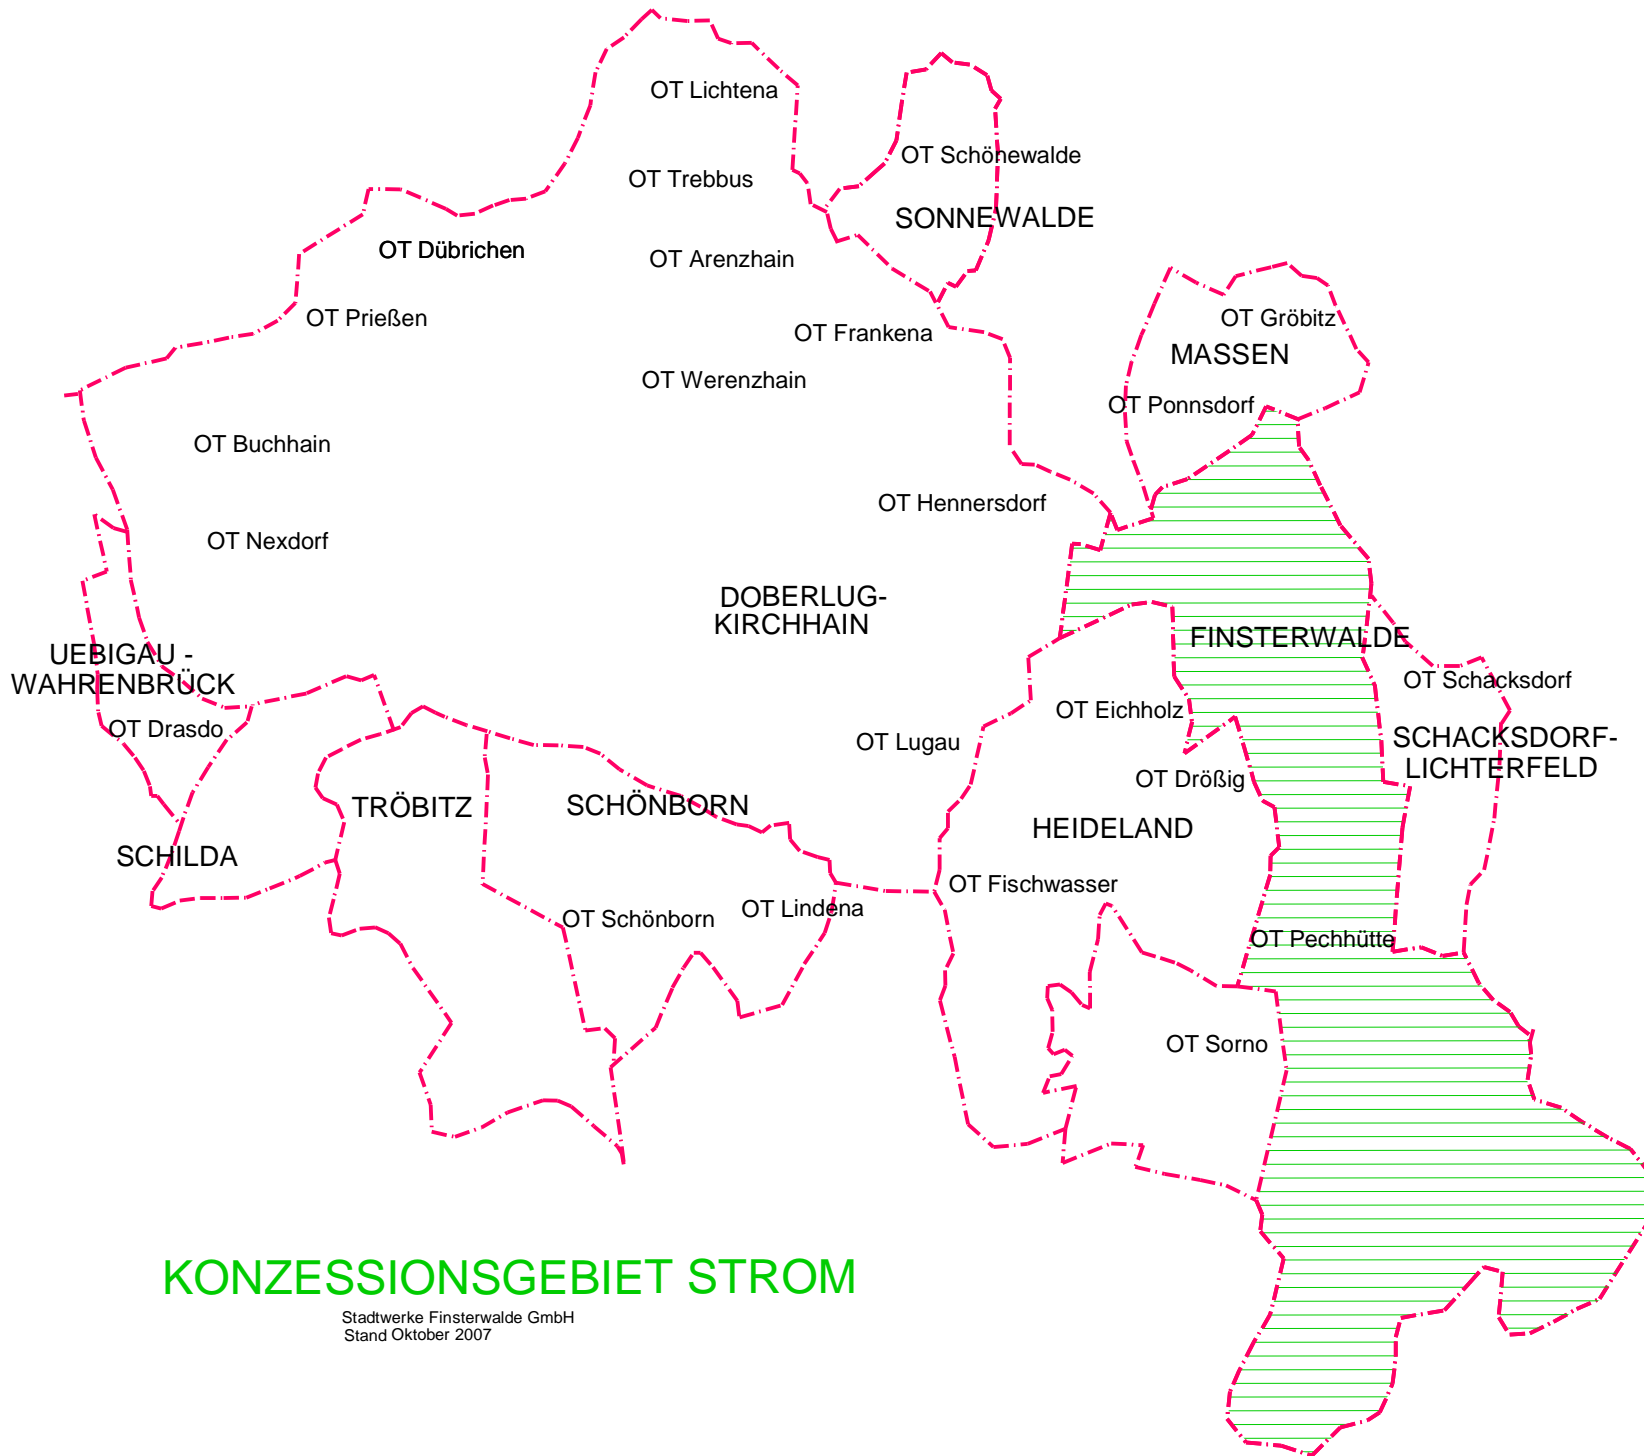 OT Lichtena
OT Schönewalde
OT Trebbus
SONNEWALDE
OT Dübrichen
OT Arenzhain
OT Prießen
OT Gröbitz
OT Frankena
MASSEN
OT Werenzhain
OT Ponnsdorf
OT Buchhain
OT Hennersdorf
OT Nexdorf
DOBERLUG-
KIRCHHAIN
FINSTERWALDE
UEBIGAU -
WAHRENBRÜCK
OT Schacksdorf
OT Eichholz
OT Drasdo
OT Lugau
SCHACKSDORF-
LICHTERFELD
OT Drößig
TRÖBITZ
SCHÖNBORN
HEIDELAND
SCHILDA
OT Fischwasser
OT Lindena
OT Schönborn
OT Pechhütte
OT Sorno
KONZESSIONSGEBIET STROM
Stadtwerke Finsterwalde GmbH
Stand Oktober 2007